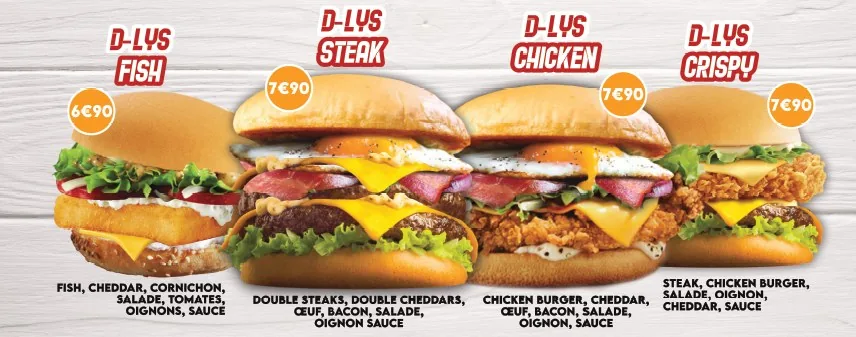 D-LYS
FISH
6€90
FISH, CHEDDAR, CORNICHON,
SALADE, TOMATES,
OIGNONS, SAUCE
D-LYS
STEAK
7€90
DOUBLE STEAKS, DOUBLE CHEDDARS,
ŒUF, BACON, SALADE,
OIGNON SAUCE
D-LYS
CHICKEN
7€90
CHICKEN BURGER, CHEDDAR,
ŒUF, BACON, SALADE,
OIGNON, SAUCE
D-LYS
CRISPY
7€90
STEAK, CHICKEN BURGER,
SALADE, OIGNON,
CHEDDAR, SAUCE